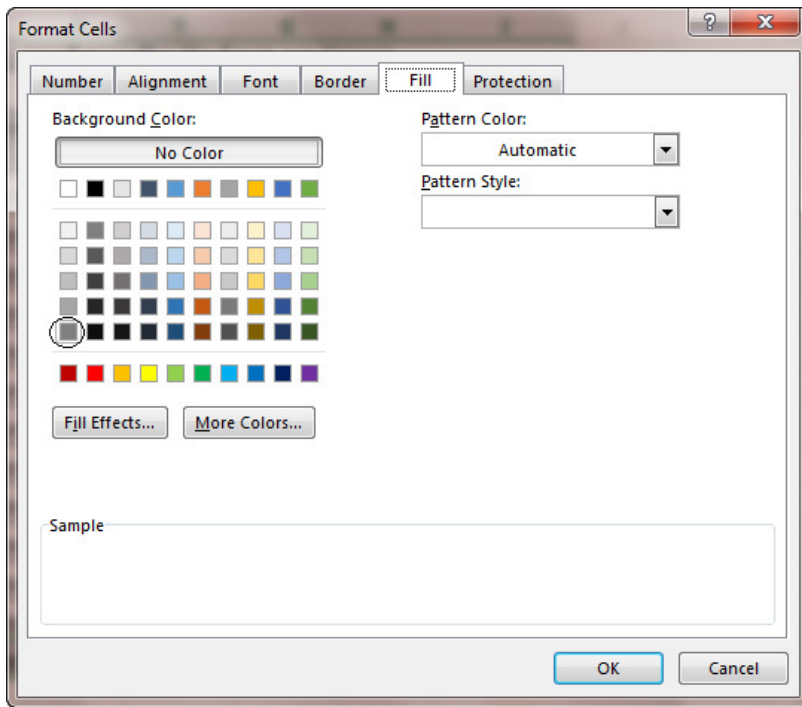 Format Cells
?
X
Number Alignment Font Border Fill Protection
Background Color:
No Color
Pattern Color:
Automatic
Pattern Style:
Fill Effects... More Colors...
Sample
OK Cancel